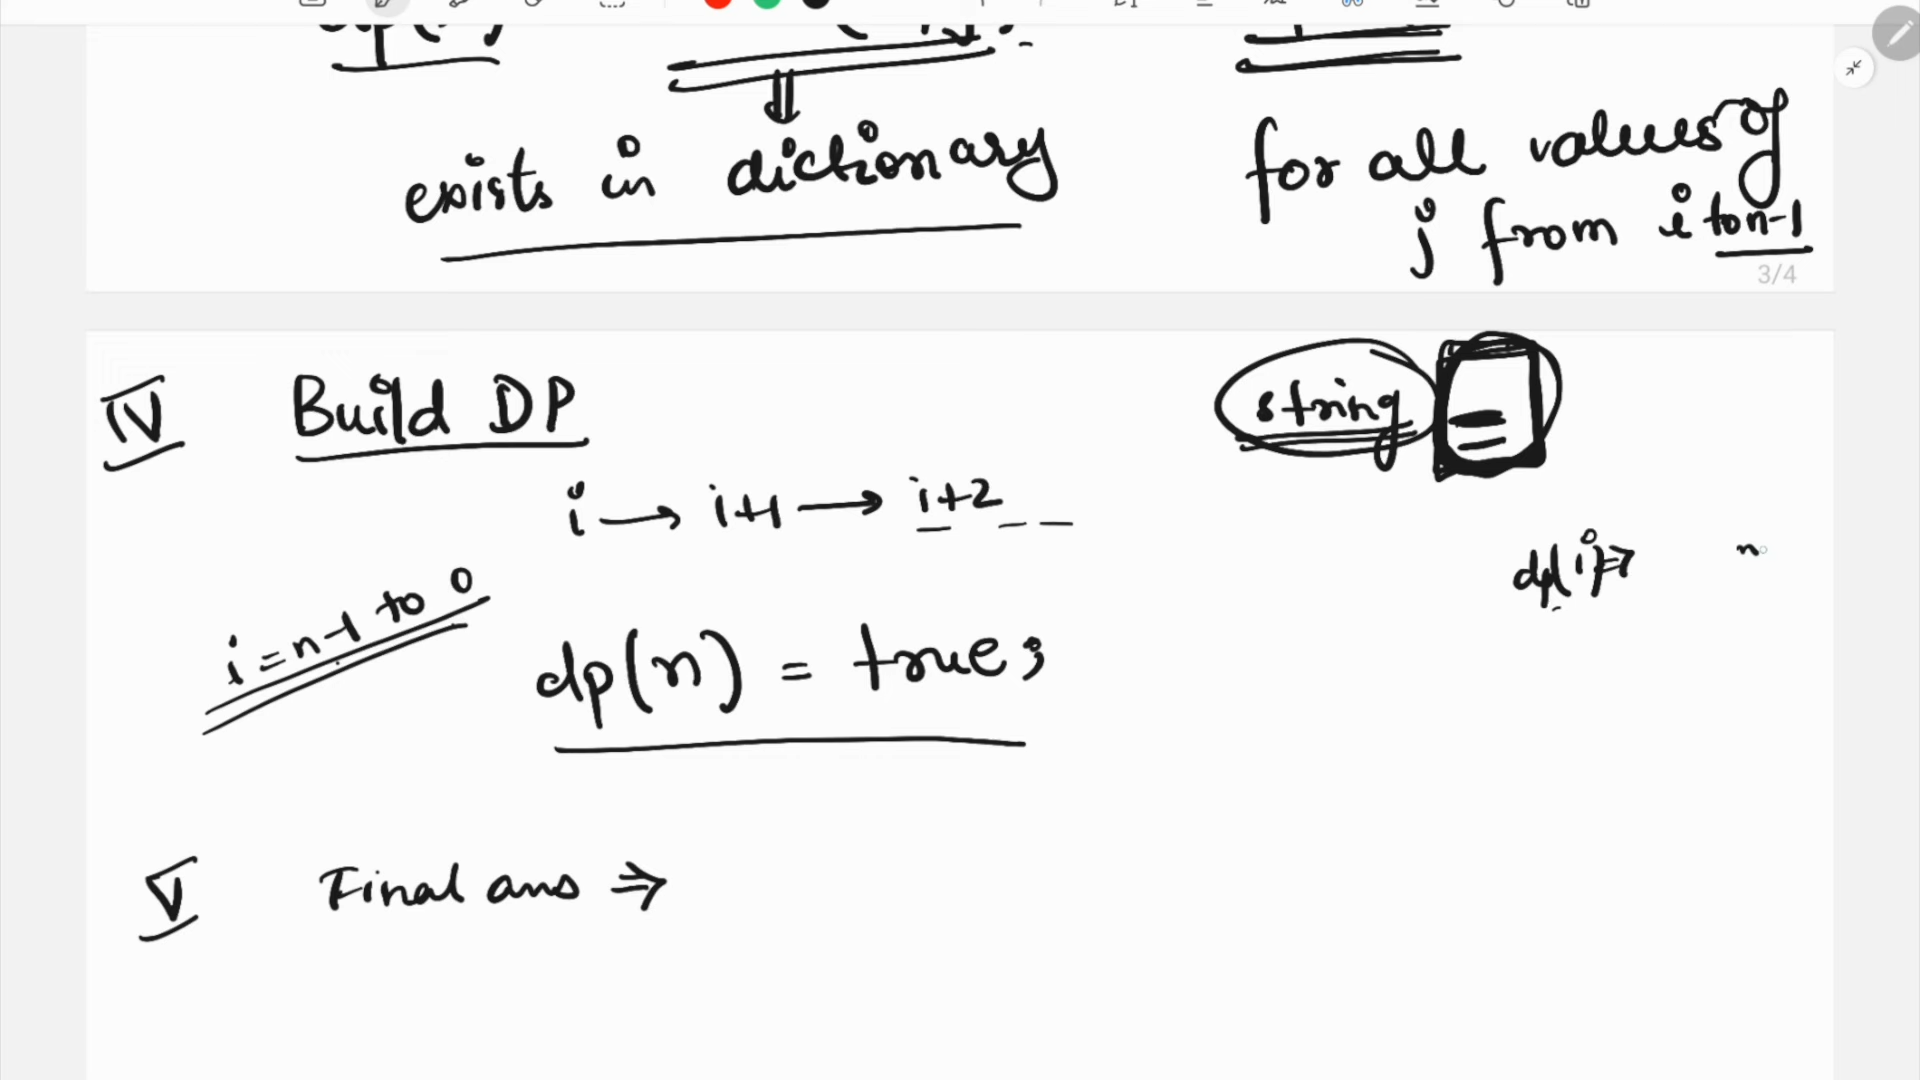 exists in dictionary
for all values of
j from i to n-1
3/4
IV Build DP
string
i → i+1 → i+2 _ _
dp(i) ⇒
i = n-1 to 0
dp(n) = true;
V Final ans ⇒